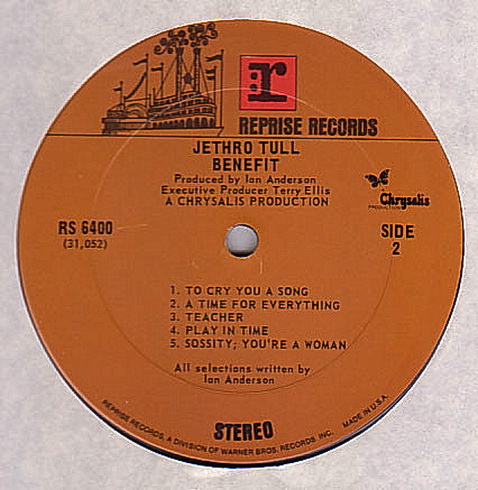 r
REPRISE RECORDS
JETHRO TULL
BENEFIT
Produced by Ian Anderson
Executive Producer Terry Ellis
A CHRYSALIS PRODUCTION
RS 6400
(31,052)
A
Chrysalis
PRODUCTION
SIDE
2
1. TO CRY YOU A SONG
2. A TIME FOR EVERYTHING
3. TEACHER
4. PLAY IN TIME
5. SOSSITY; YOU'RE A WOMAN
All selections written by
Ian Anderson
STEREO
REPRISE RECORDS, A DIVISION OF WARNER BROS. RECORDS INC. MADE IN U.S.A.